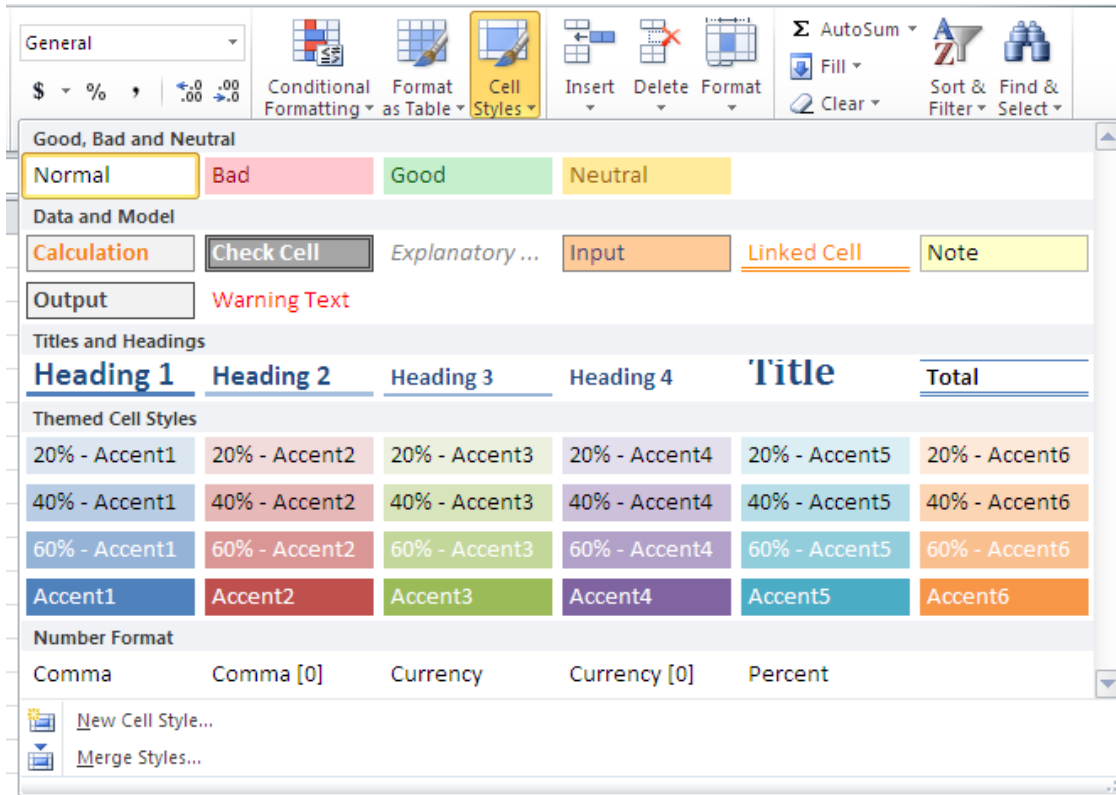 General
Σ AutoSum
Fill
Clear
$ % , .0 .00 .00 .0
Conditional Formatting
Format as Table
Cell Styles
Insert
Delete
Format
A Z
Sort & Filter
Find & Select
Good, Bad and Neutral
Normal Bad Good Neutral
Data and Model
Calculation Check Cell Explanatory ... Input Linked Cell Note
Output Warning Text
Titles and Headings
Heading 1 Heading 2 Heading 3 Heading 4 Title Total
Themed Cell Styles
20% - Accent1 20% - Accent2 20% - Accent3 20% - Accent4 20% - Accent5 20% - Accent6
40% - Accent1 40% - Accent2 40% - Accent3 40% - Accent4 40% - Accent5 40% - Accent6
60% - Accent1 60% - Accent2 60% - Accent3 60% - Accent4 60% - Accent5 60% - Accent6
Accent1 Accent2 Accent3 Accent4 Accent5 Accent6
Number Format
Comma Comma [0] Currency Currency [0] Percent
New Cell Style...
Merge Styles...